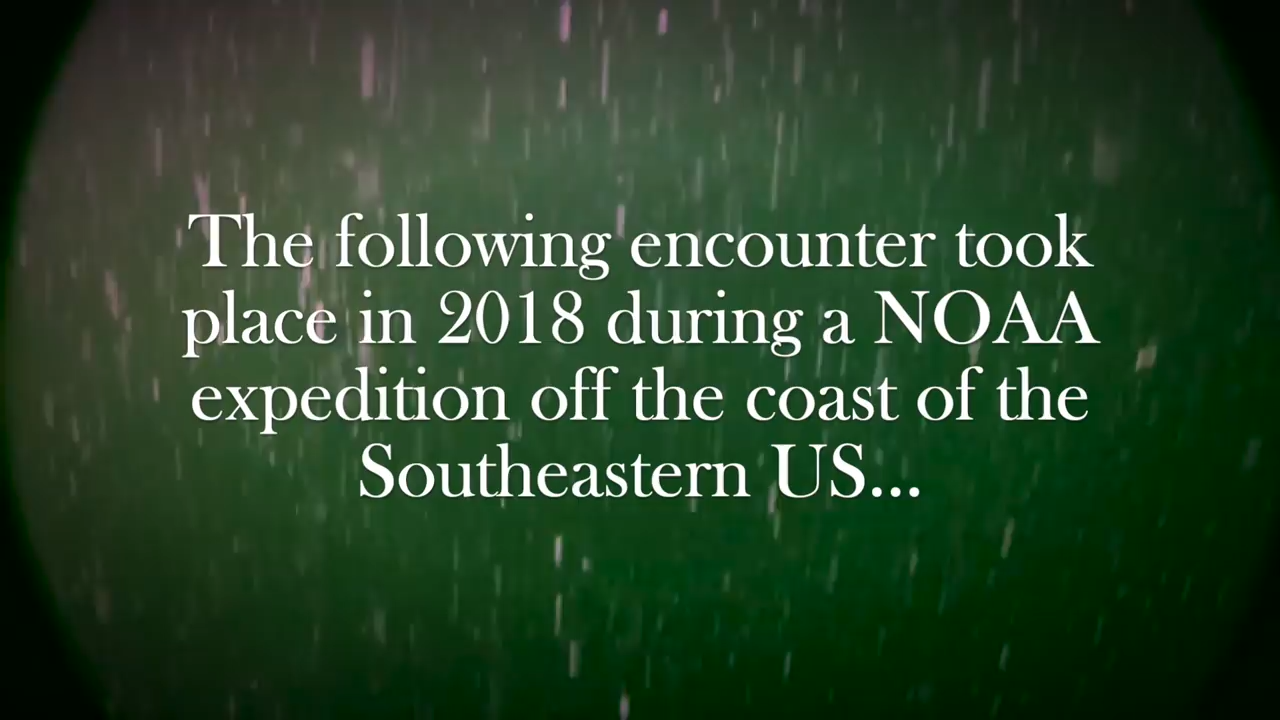 The following encounter took
place in 2018 during a NOAA
expedition off the coast of the
Southeastern US...